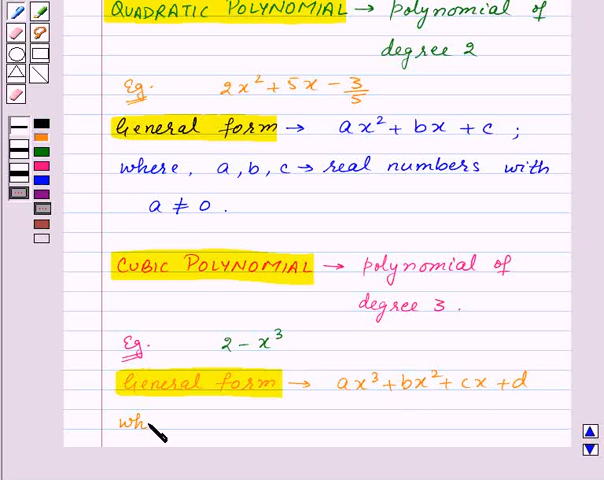 QUADRATIC POLYNOMIAL → polynomial of
degree 2
Eg. 2x² + 5x - 3/5
General form → ax² + bx + c ;
where, a, b, c → real numbers with
a ≠ 0 .
CUBIC POLYNOMIAL → polynomial of
degree 3 .
Eg. 2 - x³
General form → ax³ + bx² + cx + d
wh